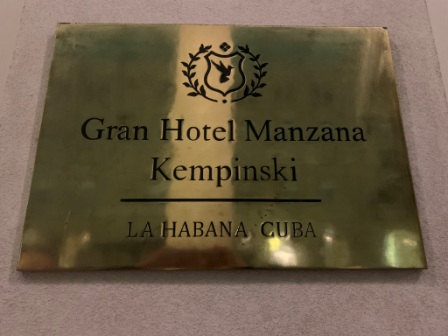 Gran Hotel Manzana
Kempinski
LA HABANA CUBA